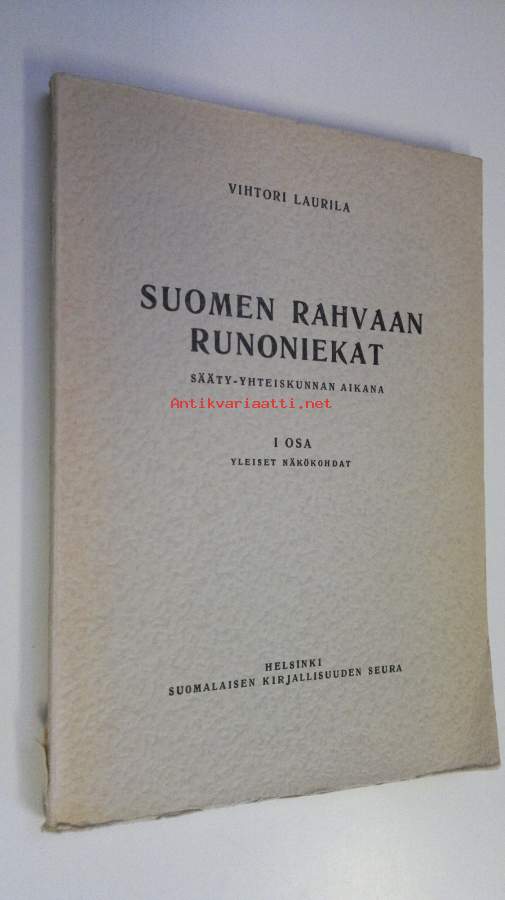 VIHTORI LAURILA
SUOMEN RAHVAAN
RUNONIEKAT
SÄÄTY-YHTEISKUNNAN AIKANA
Antikvariaatti.net
I OSA
YLEISET NÄKÖKOHDAT
HELSINKI
SUOMALAISEN KIRJALLISUUDEN SEURA